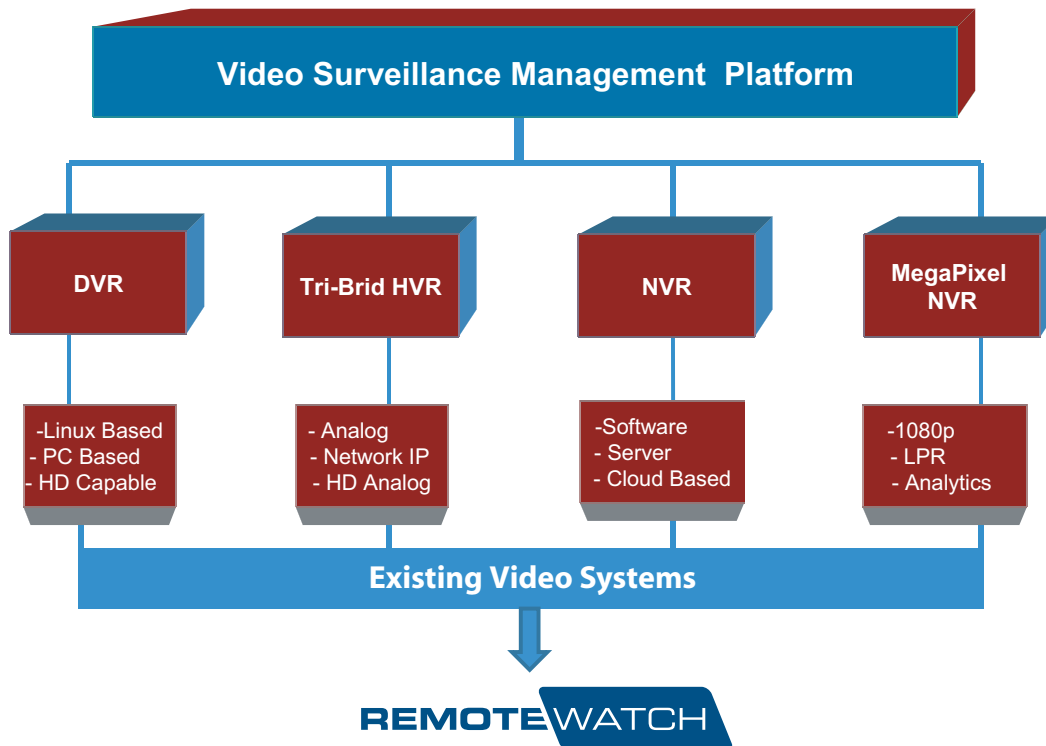 Video Surveillance Management Platform
DVR
Tri-Brid HVR
NVR
MegaPixel
NVR
-Linux Based
- PC Based
- HD Capable
- Analog
- Network IP
- HD Analog
-Software
- Server
- Cloud Based
-1080p
- LPR
- Analytics
Existing Video Systems
REMOTEWATCH